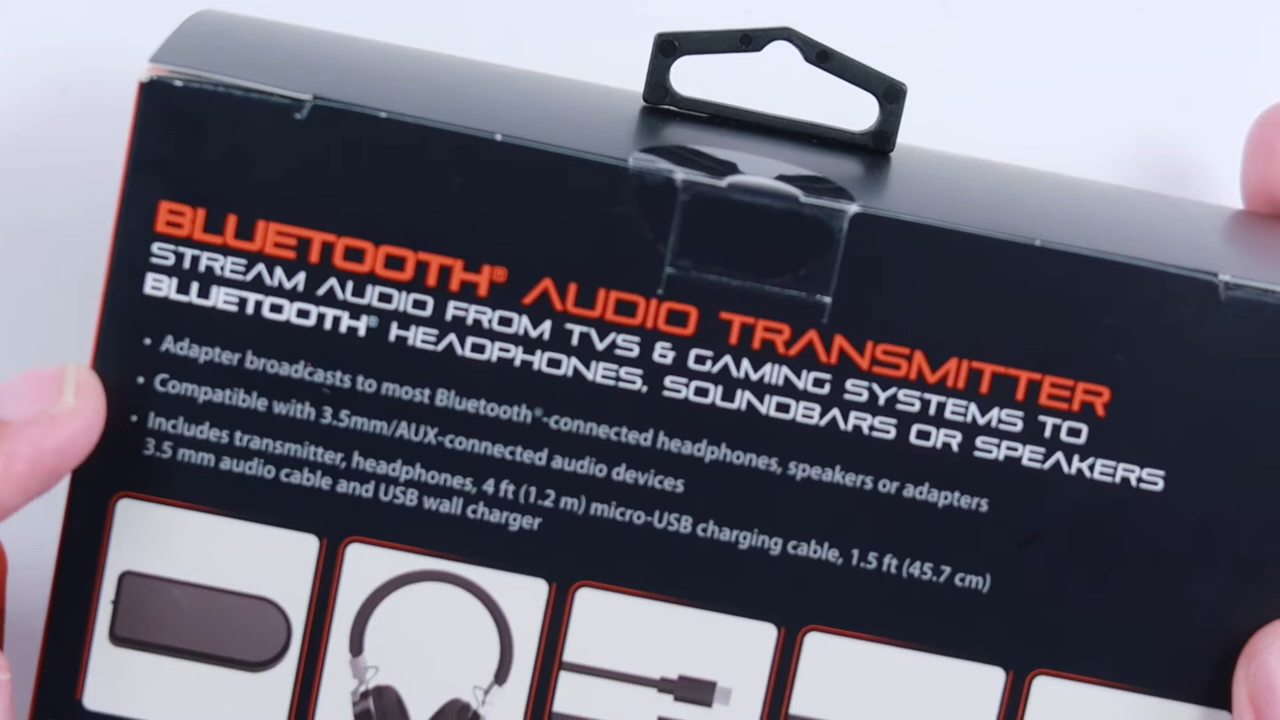 BLUETOOTH® AUDIO TRANSMITTER
STREAM AUDIO FROM TVS & GAMING SYSTEMS TO
BLUETOOTH® HEADPHONES, SOUNDBARS OR SPEAKERS
• Adapter broadcasts to most Bluetooth®-connected headphones, speakers or adapters
• Compatible with 3.5mm/AUX-connected audio devices
• Includes transmitter, headphones, 4 ft (1.2 m) micro-USB charging cable, 1.5 ft (45.7 cm)
3.5 mm audio cable and USB wall charger